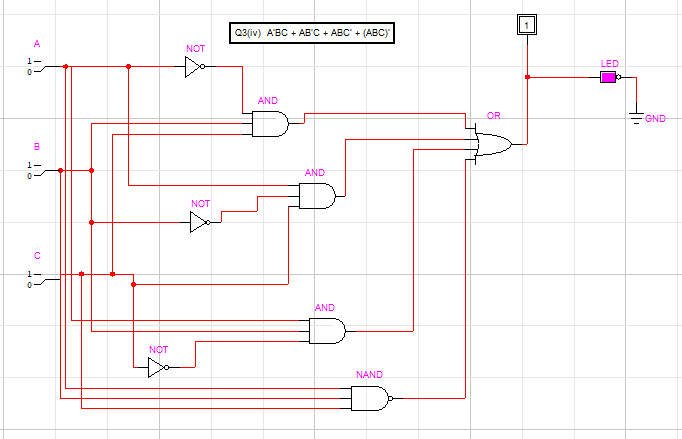 Q3(iv) A'BC + AB'C + ABC' + (ABC)'
1
A
NOT
LED
1
0
AND
OR
GND
B
1
0
AND
NOT
C
1
0
AND
NOT
NAND